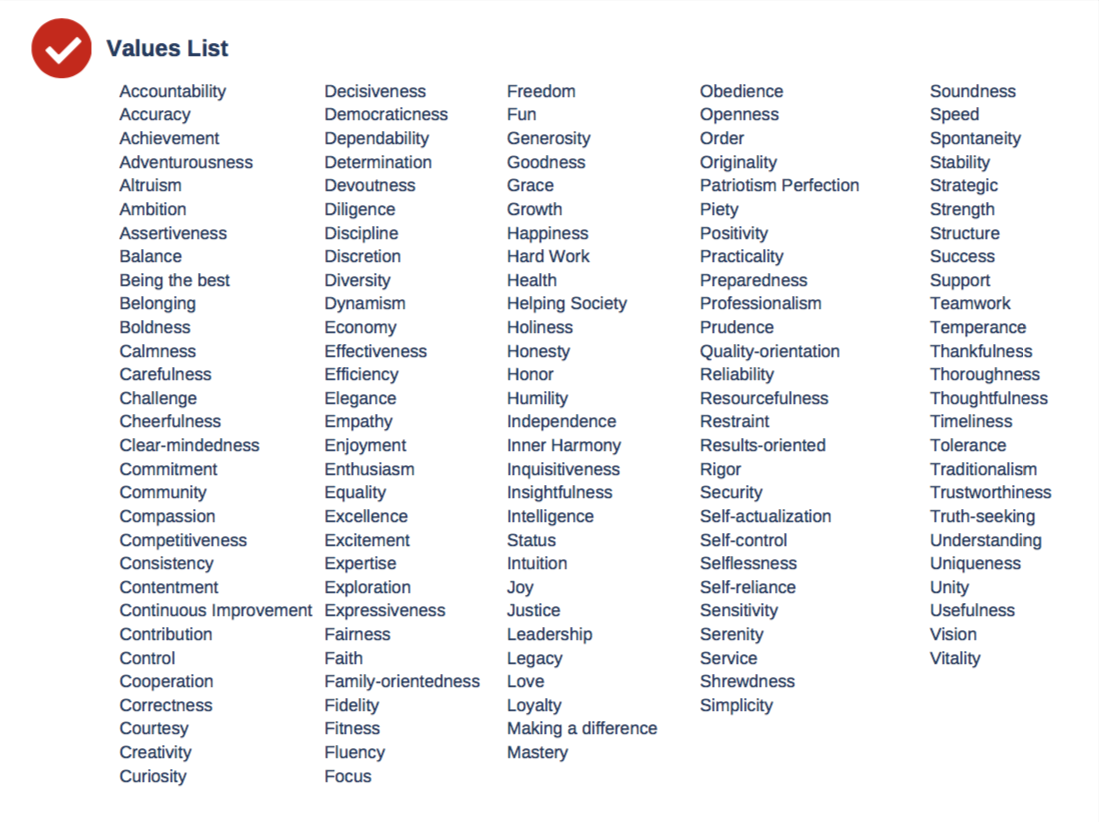 Values List
Accountability
Accuracy
Achievement
Adventurousness
Altruism
Ambition
Assertiveness
Balance
Being the best
Belonging
Boldness
Calmness
Carefulness
Challenge
Cheerfulness
Clear-mindedness
Commitment
Community
Compassion
Competitiveness
Consistency
Contentment
Continuous Improvement
Contribution
Control
Cooperation
Correctness
Courtesy
Creativity
Curiosity
Decisiveness
Democraticness
Dependability
Determination
Devoutness
Diligence
Discipline
Discretion
Diversity
Dynamism
Economy
Effectiveness
Efficiency
Elegance
Empathy
Enjoyment
Enthusiasm
Equality
Excellence
Excitement
Expertise
Exploration
Expressiveness
Fairness
Faith
Family-orientedness
Fidelity
Fitness
Fluency
Focus
Freedom
Fun
Generosity
Goodness
Grace
Growth
Happiness
Hard Work
Health
Helping Society
Holiness
Honesty
Honor
Humility
Independence
Inner Harmony
Inquisitiveness
Insightfulness
Intelligence
Status
Intuition
Joy
Justice
Leadership
Legacy
Love
Loyalty
Making a difference
Mastery
Obedience
Openness
Order
Originality
Patriotism Perfection
Piety
Positivity
Practicality
Preparedness
Professionalism
Prudence
Quality-orientation
Reliability
Resourcefulness
Restraint
Results-oriented
Rigor
Security
Self-actualization
Self-control
Selflessness
Self-reliance
Sensitivity
Serenity
Service
Shrewdness
Simplicity
Soundness
Speed
Spontaneity
Stability
Strategic
Strength
Structure
Success
Support
Teamwork
Temperance
Thankfulness
Thoroughness
Thoughtfulness
Timeliness
Tolerance
Traditionalism
Trustworthiness
Truth-seeking
Understanding
Uniqueness
Unity
Usefulness
Vision
Vitality